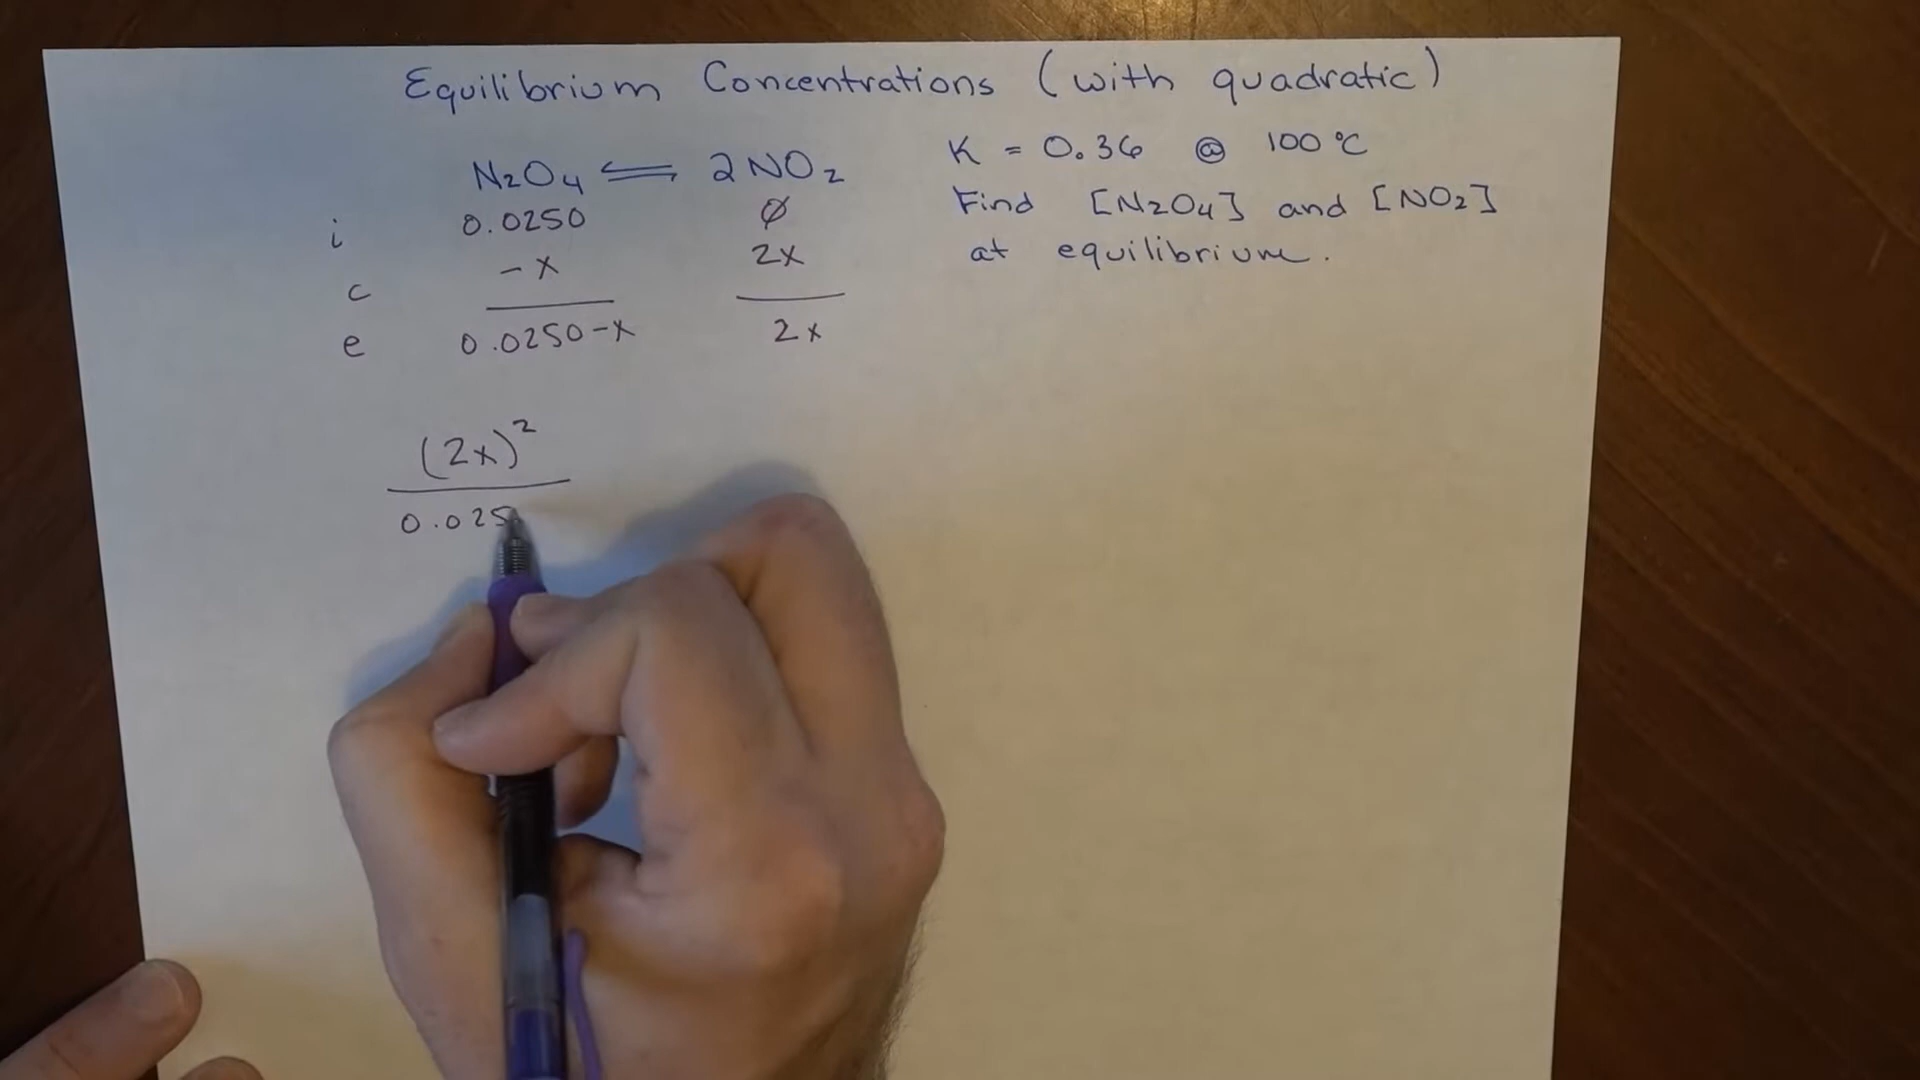 Equilibrium Concentrations (with quadratic)
N₂O₄ ⇌ 2NO₂
K = 0.36 @ 100 °C
i 0.0250 ∅
Find [N₂O₄] and [NO₂]
c -x 2x
at equilibrium.
e 0.0250-x 2x
(2x)²
0.025